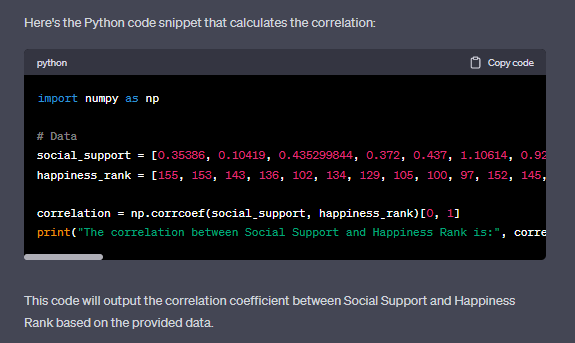 Here's the Python code snippet that calculates the correlation:
python Copy code
import numpy as np
# Data
social_support = [0.35386, 0.10419, 0.435299844, 0.372, 0.437, 1.10614, 0.92
happiness_rank = [155, 153, 143, 136, 102, 134, 129, 105, 100, 97, 152, 145,
correlation = np.corrcoef(social_support, happiness_rank)[0, 1]
print("The correlation between Social Support and Happiness Rank is:", corre
This code will output the correlation coefficient between Social Support and Happiness
Rank based on the provided data.